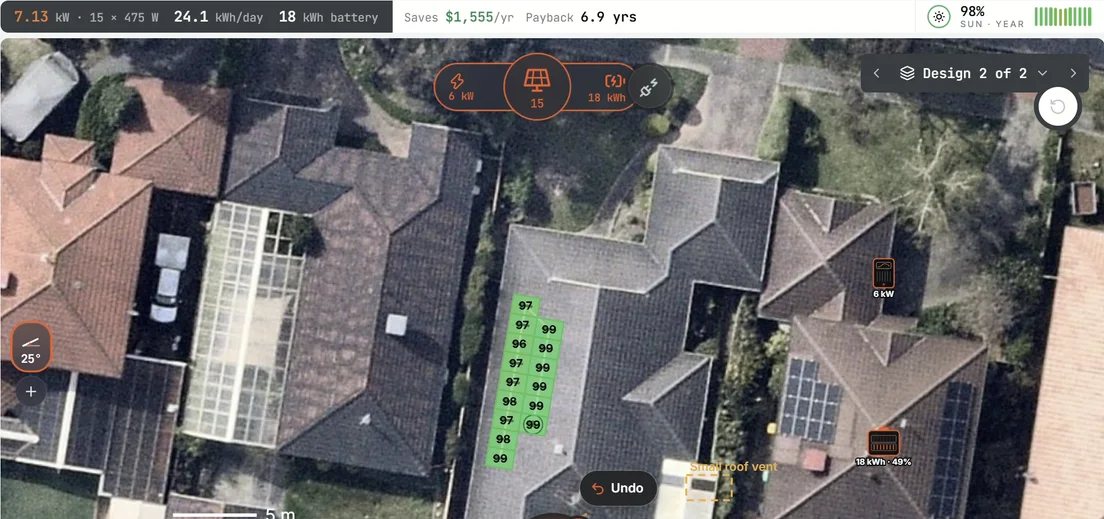 7.13 kW · 15 × 475 W 24.1 kWh/day 18 kWh battery Saves $1,555/yr Payback 6.9 yrs
98%
SUN · YEAR
6 kW
15
18 kWh
Design 2 of 2
6 kW
25°
+
97
97 99
96 99
97 99
97 99
98 99
97 99
98
99
18 kWh · 49%
Small roof vent
Undo
5 m